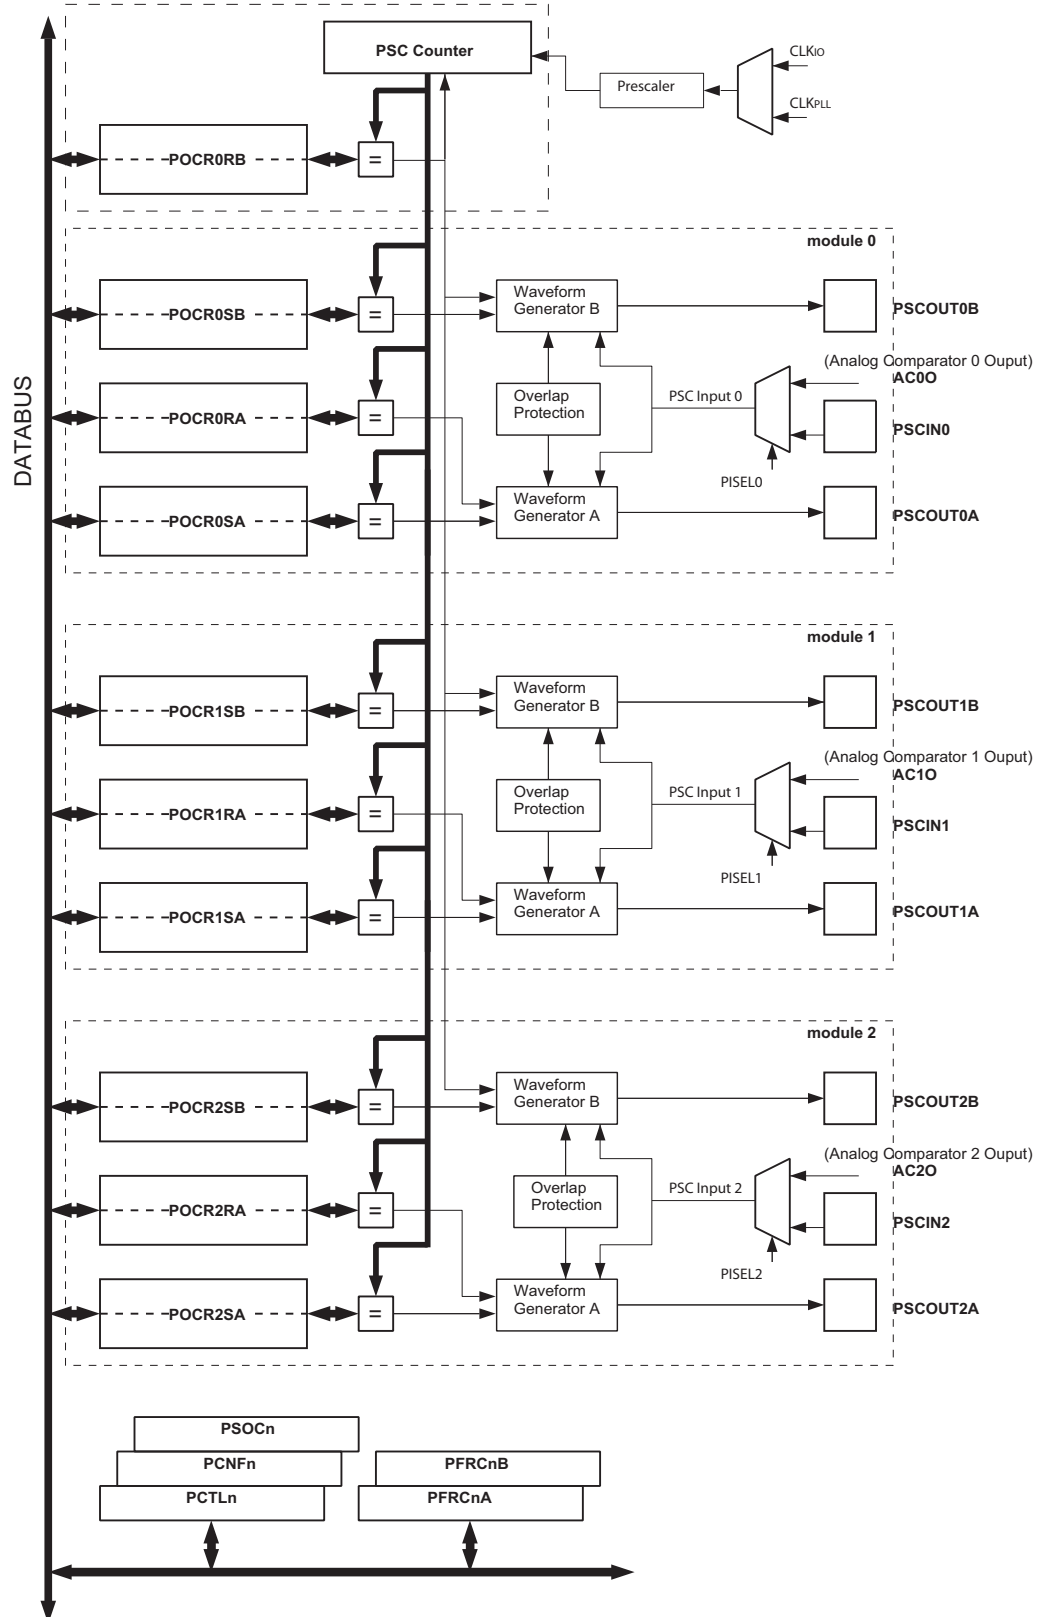 PSC Counter
CLKIO
Prescaler
CLKPLL
POCR0RB
=
module 0
POCR0SB
=
Waveform
Generator B
PSCOUT0B
(Analog Comparator 0 Ouput)
AC0O
POCR0RA
=
Overlap
Protection
PSC Input 0
PSCIN0
PISEL0
POCR0SA
=
Waveform
Generator A
PSCOUT0A
DATABUS
module 1
POCR1SB
=
Waveform
Generator B
PSCOUT1B
(Analog Comparator 1 Ouput)
AC1O
POCR1RA
=
Overlap
Protection
PSC Input 1
PSCIN1
PISEL1
POCR1SA
=
Waveform
Generator A
PSCOUT1A
module 2
POCR2SB
=
Waveform
Generator B
PSCOUT2B
(Analog Comparator 2 Ouput)
AC2O
POCR2RA
=
Overlap
Protection
PSC Input 2
PSCIN2
PISEL2
POCR2SA
=
Waveform
Generator A
PSCOUT2A
PSOCn
PCNFn
PFRCnB
PCTLn
PFRCnA